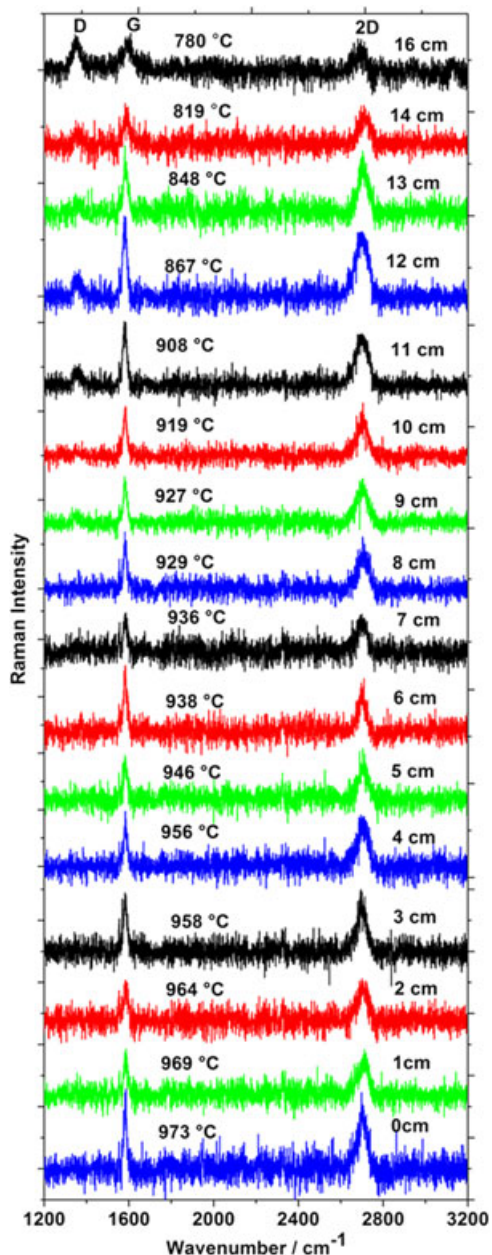 D G 2D
780 °C 16 cm
819 °C 14 cm
848 °C 13 cm
867 °C 12 cm
908 °C 11 cm
919 °C 10 cm
927 °C 9 cm
929 °C 8 cm
936 °C 7 cm
938 °C 6 cm
946 °C 5 cm
956 °C 4 cm
958 °C 3 cm
964 °C 2 cm
969 °C 1cm
973 °C 0cm
Raman Intensity
1200 1600 2000 2400 2800 3200
Wavenumber / cm-1